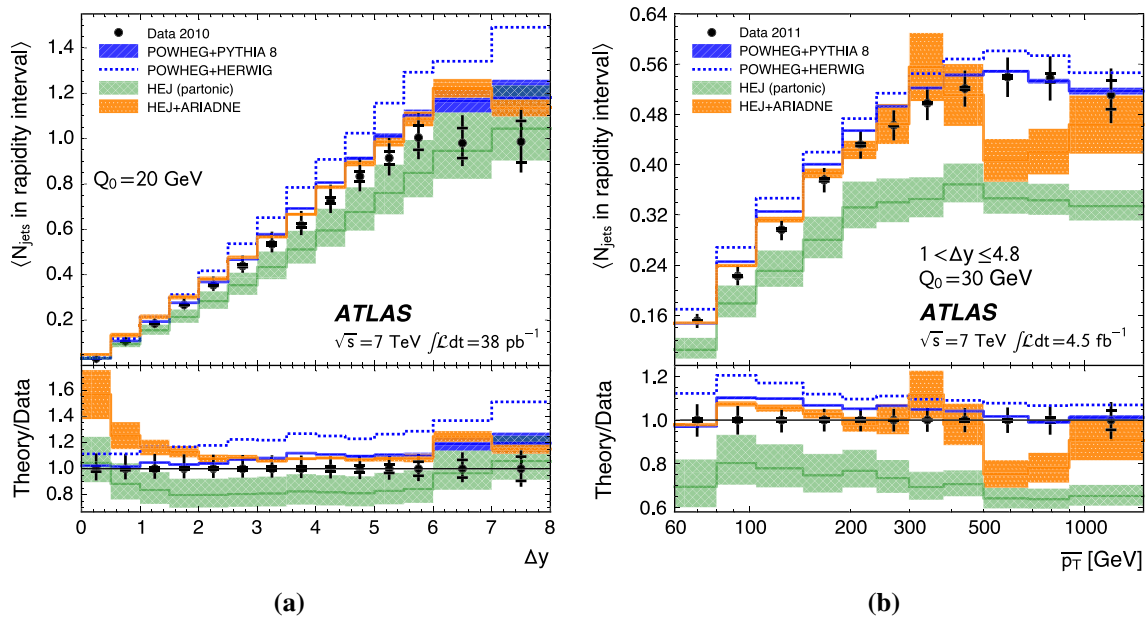 ⟨N_jets in rapidity interval⟩
1.4
1.2
1.0
0.8
0.6
0.4
0.2
Data 2010
POWHEG+PYTHIA 8
POWHEG+HERWIG
HEJ (partonic)
HEJ+ARIADNE
Q₀=20 GeV
ATLAS
√s=7 TeV ∫ℒdt=38 pb⁻¹
Theory/Data
1.6
1.4
1.2
1.0
0.8
0 1 2 3 4 5 6 7 8
Δy
(a)
⟨N_jets in rapidity interval⟩
0.64
0.56
0.48
0.40
0.32
0.24
0.16
Data 2011
POWHEG+PYTHIA 8
POWHEG+HERWIG
HEJ (partonic)
HEJ+ARIADNE
1 <Δy ≤4.8
Q₀=30 GeV
ATLAS
√s=7 TeV ∫ℒdt=4.5 fb⁻¹
Theory/Data
1.2
1.0
0.8
0.6
60 100 200 300 500 1000
p̅_T̅ [GeV]
(b)